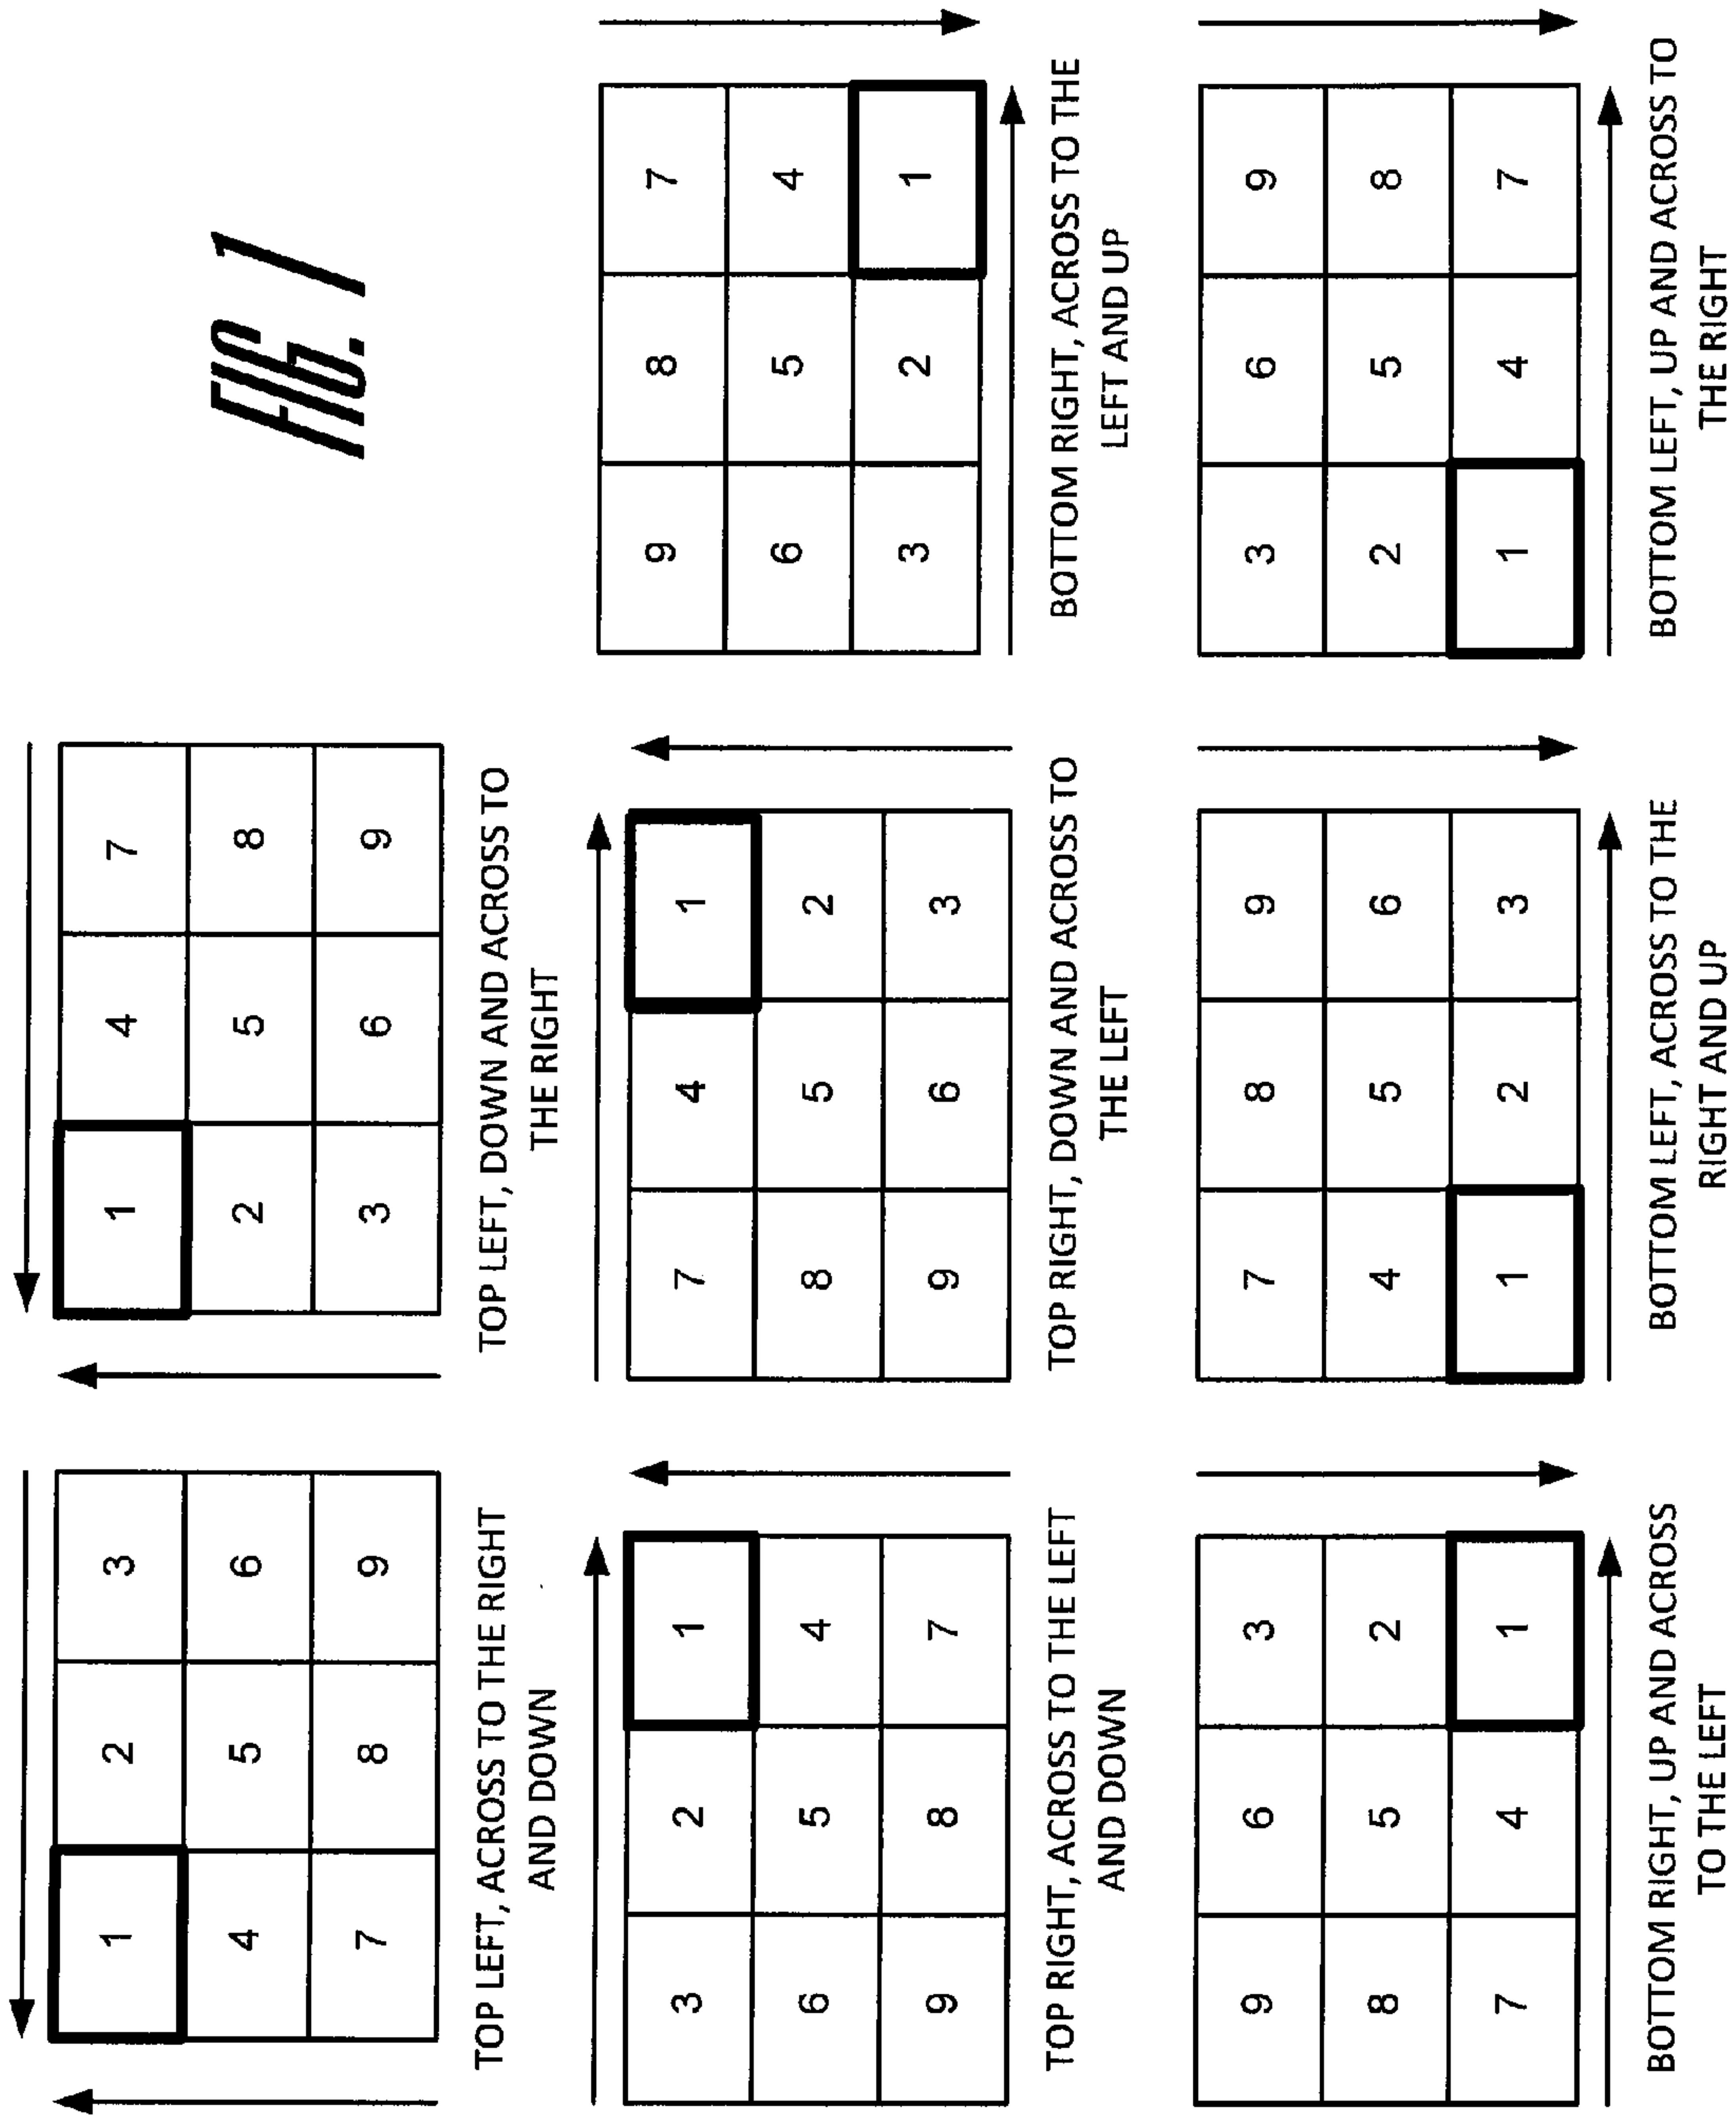 FIG. 1
1 2 3
4 5 6
7 8 9
TOP LEFT, ACROSS TO THE RIGHT
AND DOWN
1 4 7
2 5 8
3 6 9
TOP LEFT, DOWN AND ACROSS TO
THE RIGHT
3 2 1
6 5 4
9 8 7
TOP RIGHT, ACROSS TO THE LEFT
AND DOWN
7 4 1
8 5 2
9 6 3
TOP RIGHT, DOWN AND ACROSS TO
THE LEFT
9 8 7
6 5 4
3 2 1
BOTTOM RIGHT, ACROSS TO THE
LEFT AND UP
9 6 3
8 5 2
7 4 1
BOTTOM RIGHT, UP AND ACROSS
TO THE LEFT
7 8 9
4 5 6
1 2 3
BOTTOM LEFT, ACROSS TO THE
RIGHT AND UP
3 6 9
2 5 8
1 4 7
BOTTOM LEFT, UP AND ACROSS TO
THE RIGHT